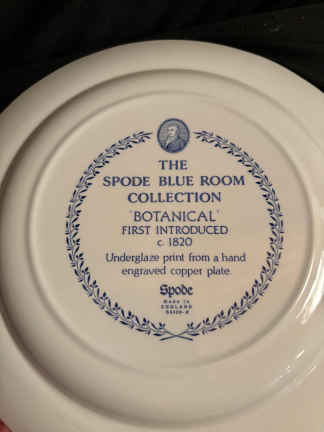 THE
SPODE BLUE ROOM
COLLECTION
'BOTANICAL'
FIRST INTRODUCED
c. 1820
Underglaze print from a hand
engraved copper plate.
Spode
MADE IN
ENGLAND